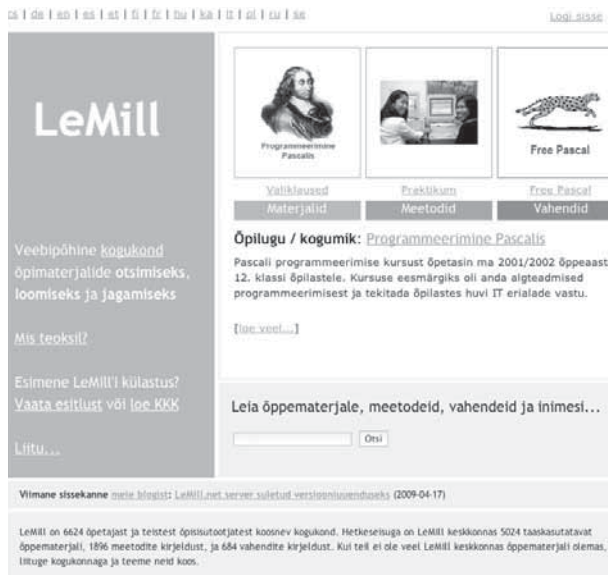 cs | de | en | es | et | fi | fr | hu | ka | lt | pl | ru | se
Logi sisse
LeMill
Programmeerimine
Pascalis
Free Pascal
Valiklaused
Praktikum
Free Pascal
Materjalid
Meetodid
Vahendid
Veebipõhine kogukond
õpimaterjalide otsimiseks,
loomiseks ja jagamiseks
Mis teoksil?
Esimene LeMill'i külastus?
Vaata esitlust või loe KKK
Liitu...
Õpilugu / kogumik: Programmeerimine Pascalis
Pascali programmeerimise kursust õpetasin ma 2001/2002 õppeaast
12. klassi õpilastele. Kursuse eesmärgiks oli anda algteadmised
programmeerimisest ja tekitada õpilastes huvi IT erialade vastu.
[loe veel...]
Leia õppematerjale, meetodeid, vahendeid ja inimesi...
Otsi
Viimane sissekanne meie blogist: LeMill.net server suletud versiooniuuenduseks (2009-04-17)
LeMill on 6624 õpetajast ja teistest õpisisutootjatest koosnev kogukond. Hetkeseisuga on LeMill keskkonnas 5024 taaskasutatavat
õppematerjali, 1896 meetodite kirjeldust, ja 684 vahendite kirjeldust. Kui teil ei ole veel LeMill keskkonnas õppematerjali olemas,
liituge kogukonnaga ja teeme neid koos.